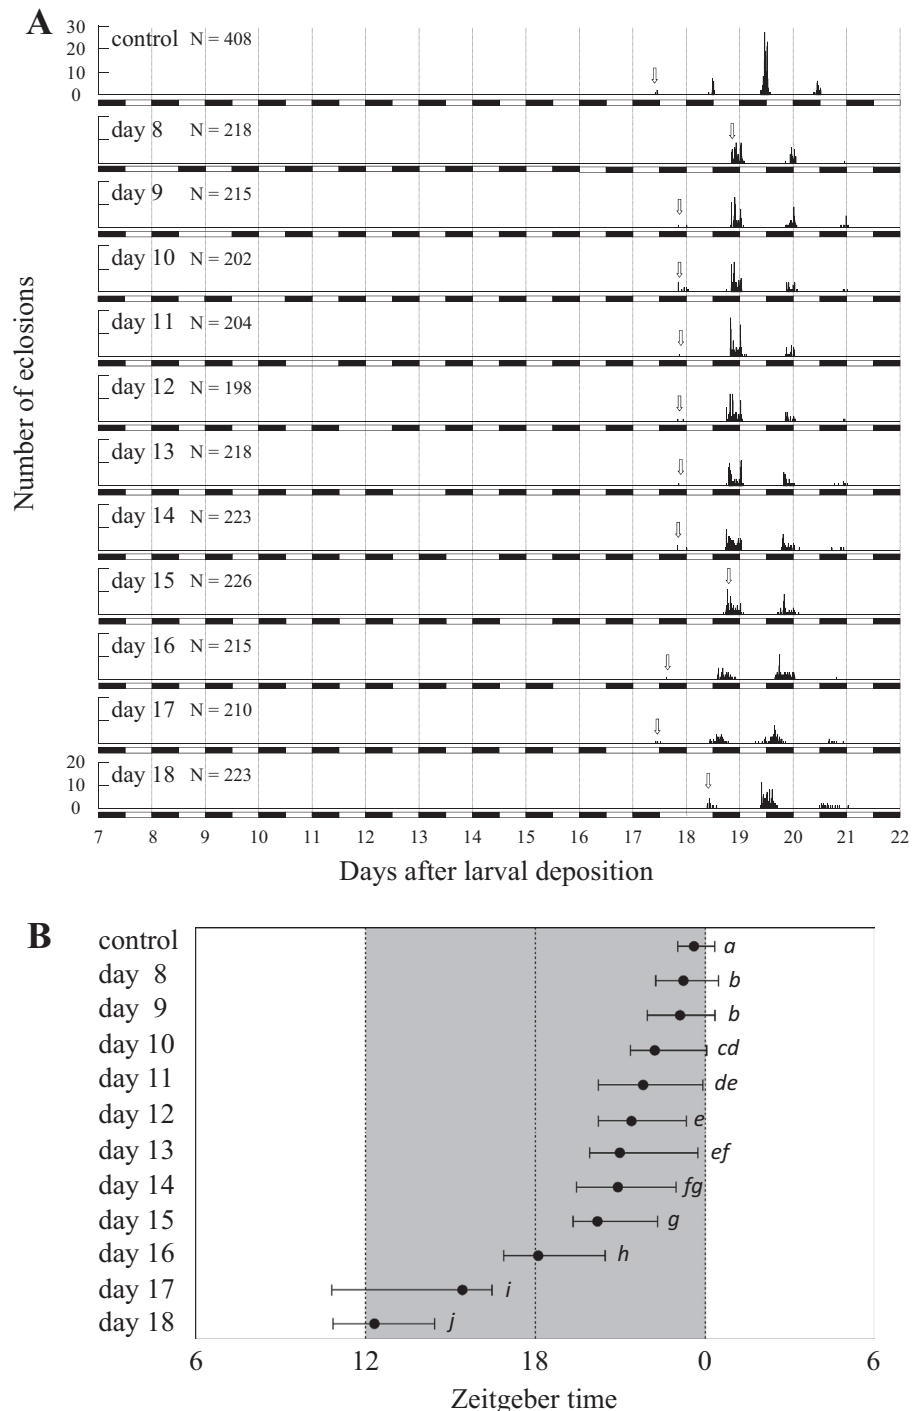 A
30
20
10
0
control N = 408
day 8 N = 218
day 9 N = 215
day 10 N = 202
day 11 N = 204
day 12 N = 198
day 13 N = 218
day 14 N = 223
day 15 N = 226
day 16 N = 215
day 17 N = 210
day 18 N = 223
20
10
0
Number of eclosions
7 8 9 10 11 12 13 14 15 16 17 18 19 20 21 22
Days after larval deposition
B
control a
day 8 b
day 9 b
day 10 cd
day 11 de
day 12 e
day 13 ef
day 14 fg
day 15 g
day 16 h
day 17 i
day 18 j
6 12 18 0 6
Zeitgeber time